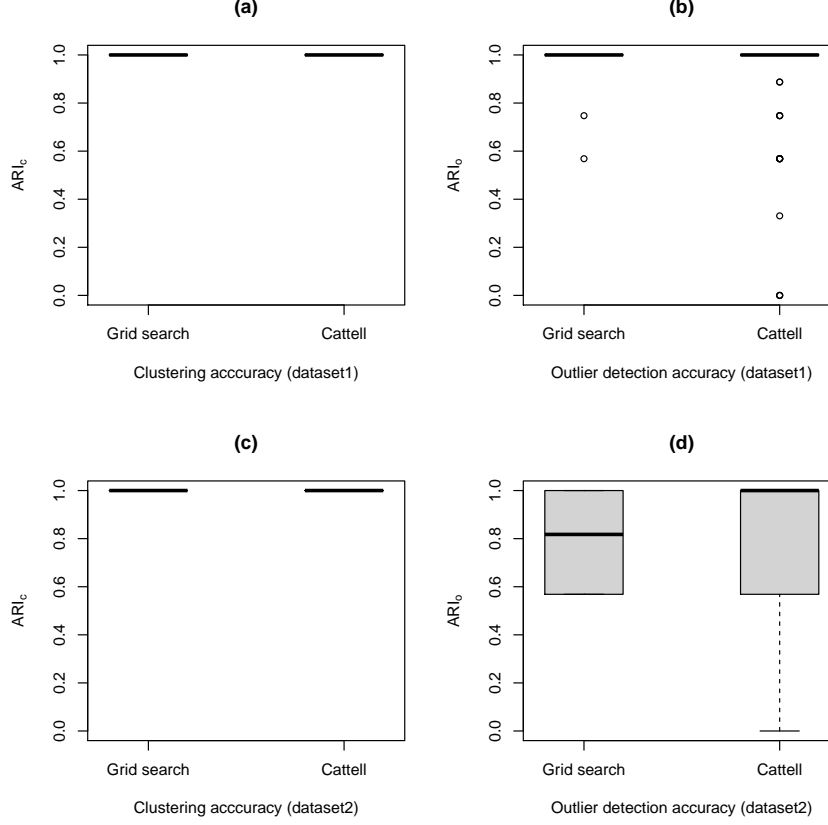 (a)
ARIc
0.0 0.2 0.4 0.6 0.8 1.0
Grid search Cattell
Clustering acccuracy (dataset1)
(b)
ARIo
0.0 0.2 0.4 0.6 0.8 1.0
Grid search Cattell
Outlier detection accuracy (dataset1)
(c)
ARIc
0.0 0.2 0.4 0.6 0.8 1.0
Grid search Cattell
Clustering acccuracy (dataset2)
(d)
ARIo
0.0 0.2 0.4 0.6 0.8 1.0
Grid search Cattell
Outlier detection accuracy (dataset2)